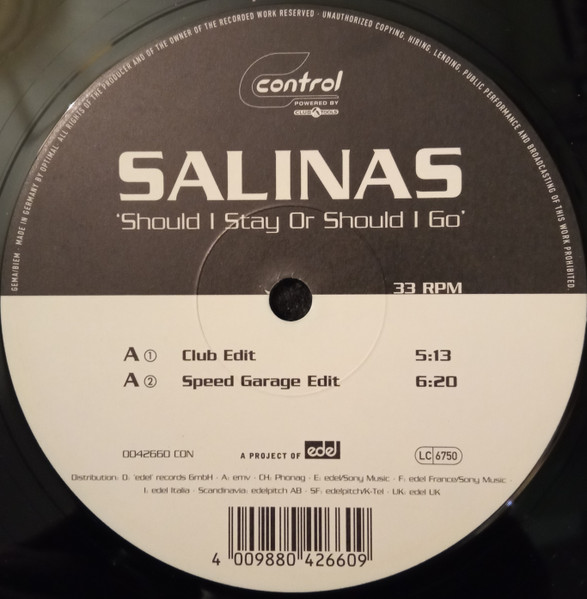 GEMA/BIEM · MADE IN GERMANY BY OPTIMAL · ALL RIGHTS OF THE PRODUCER AND OF THE OWNER OF THE RECORDED WORK RESERVED · UNAUTHORIZED COPYING, HIRING, LENDING, PUBLIC PERFORMANCE AND BROADCASTING OF THIS WORK PROHIBITED.
control
POWERED BY
CLUB TOOLS
SALINAS
'Should I Stay Or Should I Go'
33 RPM
A ① Club Edit 5:13
A ② Speed Garage Edit 6:20
0042660 CON A PROJECT OF edel LC 6750
Distribution: D: 'edel' records GmbH · A: emv · CH: Phonag · E: edel/Sony Music · F: edel France/Sony Music ·
I: edel Italia · Scandinavia: edelpitch AB · SF: edelpitch/K-Tel · UK: edel UK
4 009880 426609